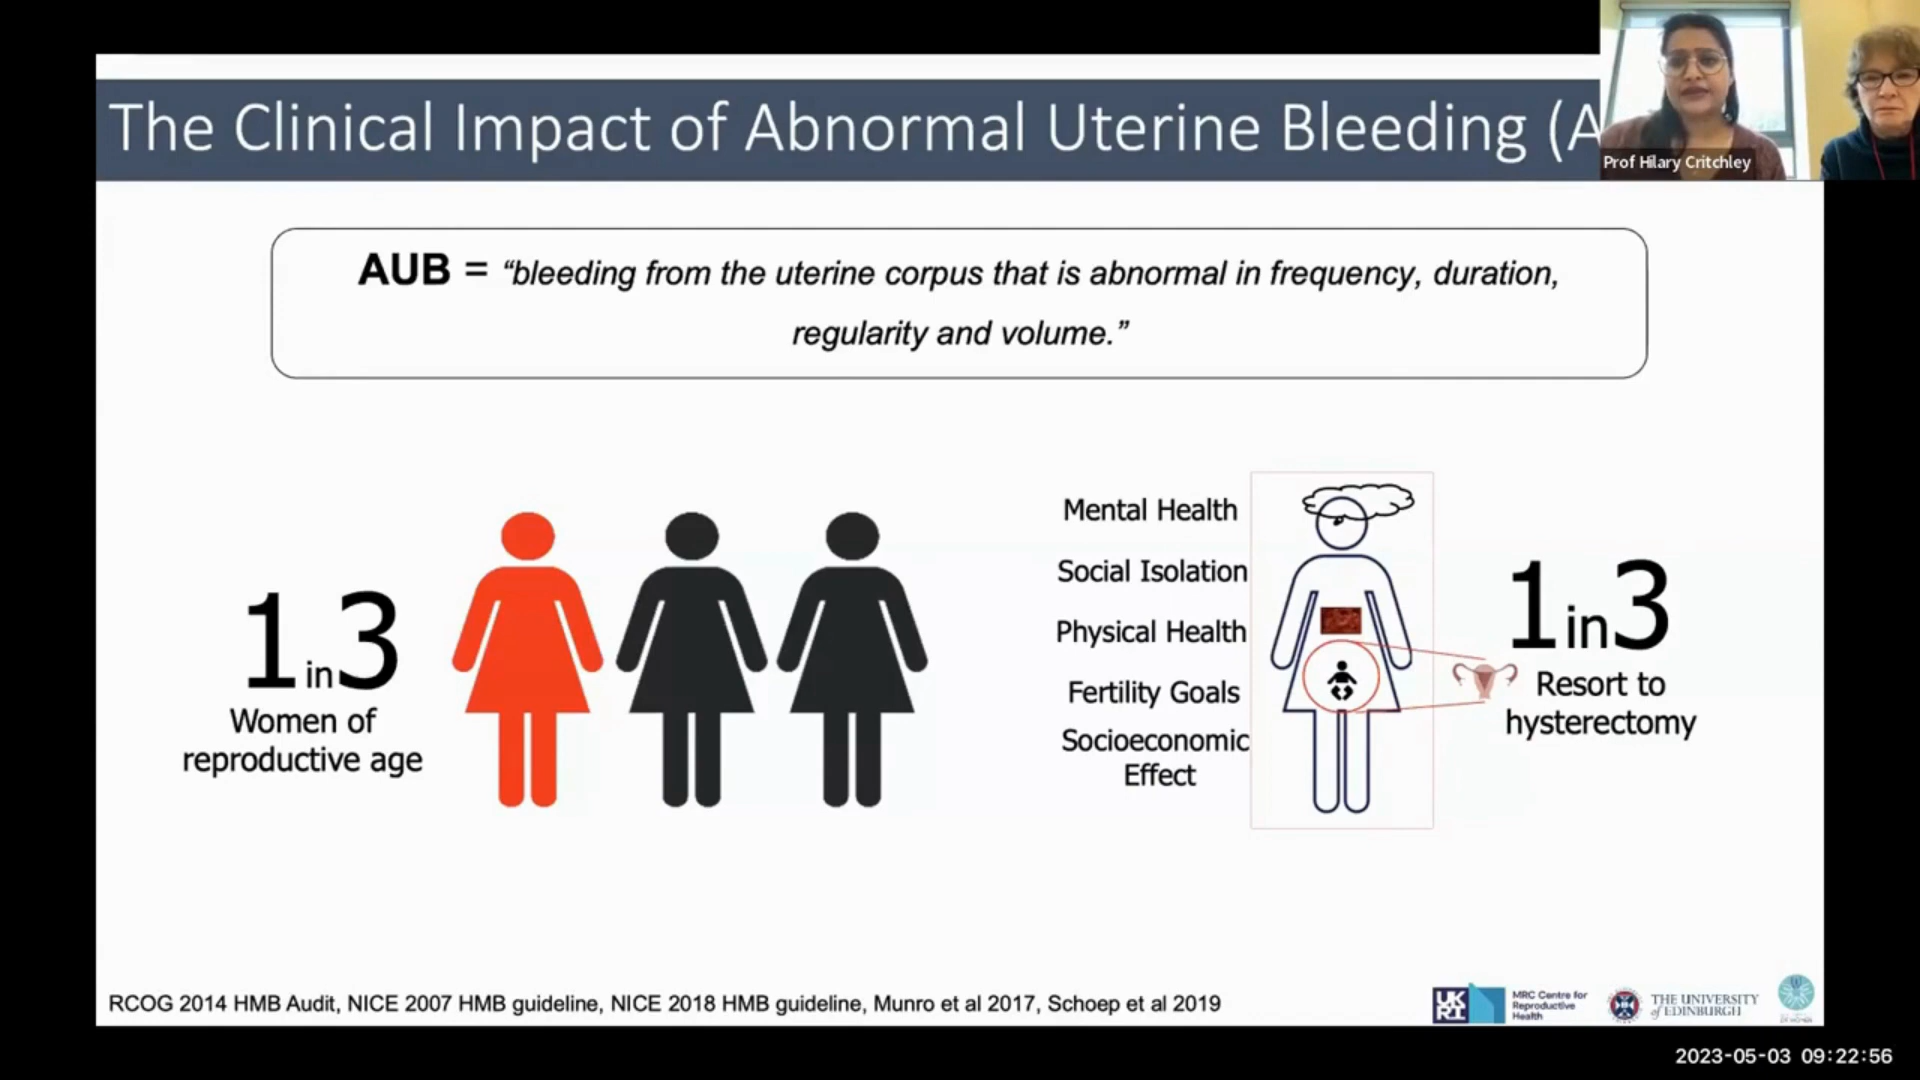 The Clinical Impact of Abnormal Uterine Bleeding (A
Prof Hilary Critchley
AUB = “bleeding from the uterine corpus that is abnormal in frequency, duration,
regularity and volume.”
1 in 3
Women of
reproductive age
Mental Health
Social Isolation
Physical Health
Fertility Goals
Socioeconomic
Effect
1 in 3
Resort to
hysterectomy
RCOG 2014 HMB Audit, NICE 2007 HMB guideline, NICE 2018 HMB guideline, Munro et al 2017, Schoep et al 2019
UK
RI
MRC Centre for
Reproductive
Health
THE UNIVERSITY
of EDINBURGH
2023-05-03 09:22:56